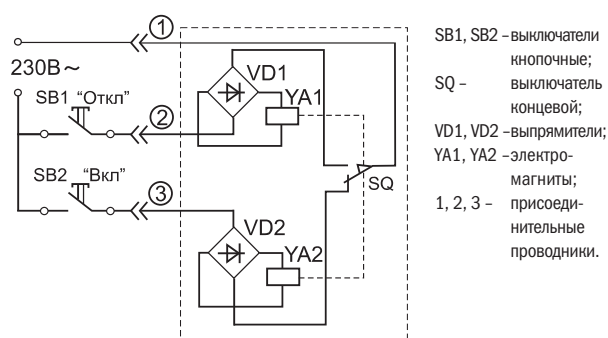 1
230В~
VD1
SB1 "Откл"
2
YA1
SB2 "Вкл"
3
SQ
VD2
YA2
SB1, SB2 – выключатели
кнопочные;
SQ – выключатель
концевой;
VD1, VD2 – выпрямители;
YA1, YA2 – электро-
магниты;
1, 2, 3 – присоеди-
нительные
проводники.